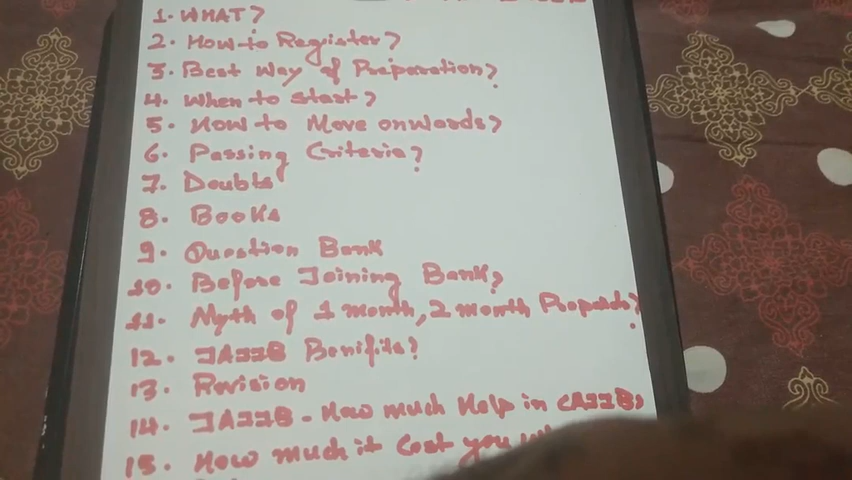 1. WHAT?
2. How to Register?
3. Best Way of Preparation?
4. When to start?
5. How to Move onwards?
6. Passing Criteria?
7. Doubts
8. Books
9. Question Bank
10. Before Joining Bank?
11. Myth of 1 month, 2 month
12. JAIIB Benifits?
13. Revision
14. JAIIB - How much Help in CAIIB?
15. How much it cost you